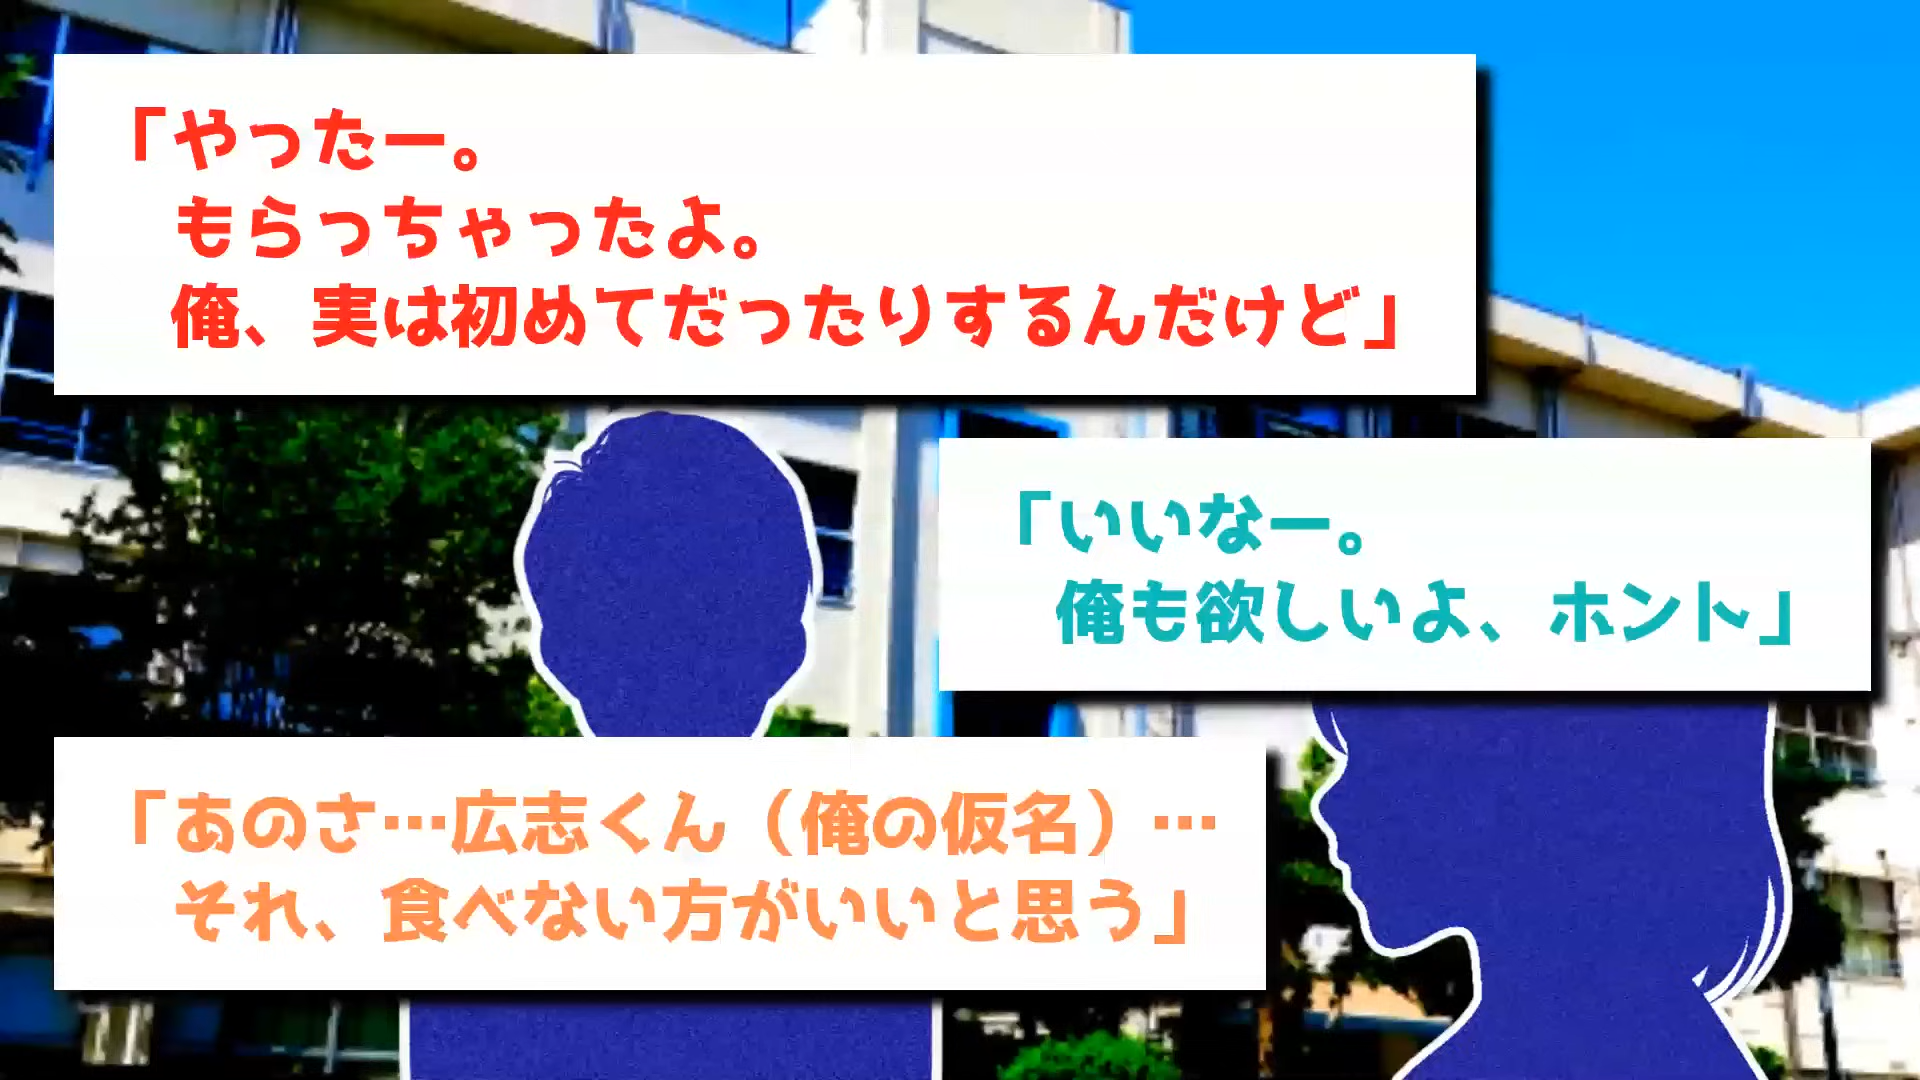 「やったー。
もらっちゃったよ。
俺、実は初めてだったりするんだけど」
「いいなー。
俺も欲しいよ、ホント」
「あのさ…広志くん（俺の仮名）…
それ、食べない方がいいと思う」